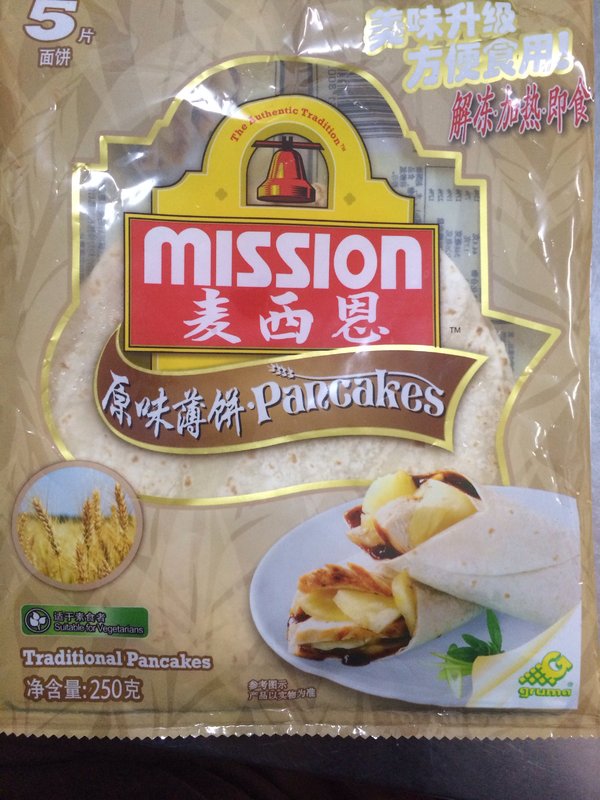 5片
面饼
美味升级
方便食用!
解冻·加热·即食
The Authentic Tradition™
MISSION
麦西恩
TM
原味薄饼·Pancakes
适于素食者
Suitable for Vegetarians
Traditional Pancakes
净含量:250克
参考图示
产品以实物为准
gruma®